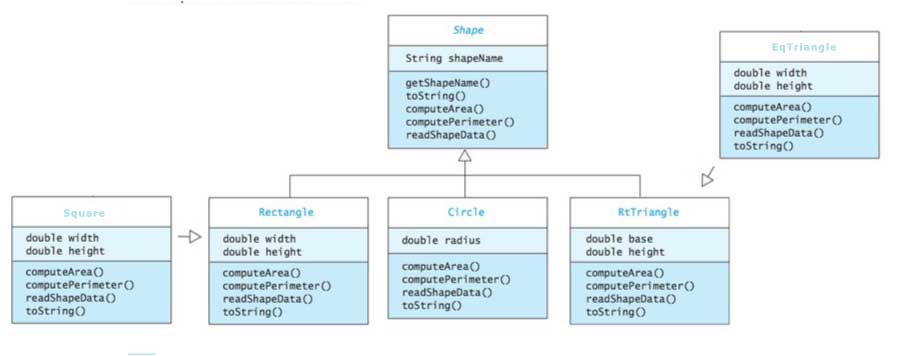 Shape
String shapeName
getShapeName()
toString()
computeArea()
computePerimeter()
readShapeData()
EqTriangle
double width
double height
computeArea()
computePerimeter()
readShapeData()
toString()
Square
double width
double height
computeArea()
computePerimeter()
readShapeData()
toString()
Rectangle
double width
double height
computeArea()
computePerimeter()
readShapeData()
toString()
Circle
double radius
computeArea()
computePerimeter()
readShapeData()
toString()
RtTriangle
double base
double height
computeArea()
computePerimeter()
readShapeData()
toString()